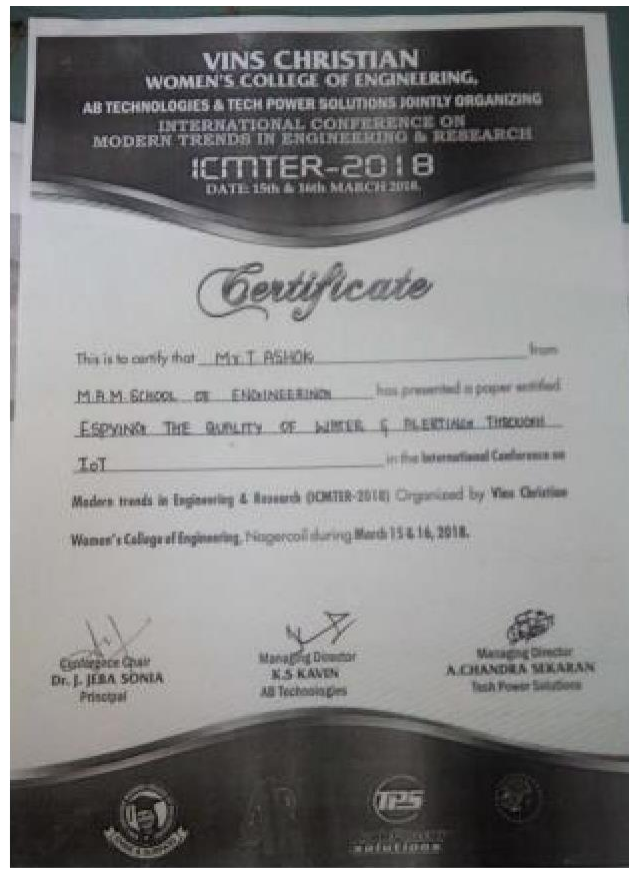 VINS CHRISTIAN
WOMEN'S COLLEGE OF ENGINEERING,
AB TECHNOLOGIES & TECH POWER SOLUTIONS JOINTLY ORGANIZING
INTERNATIONAL CONFERENCE ON
MODERN TRENDS IN ENGINEERING & RESEARCH
ICMTER-2018
DATE: 15th & 16th MARCH 2018.
Certificate
This is to certify that Mr T ASHOK from
M.A.M. SCHOOL OF ENGINEERING has presented a paper entitled
ESPYING THE QUALITY OF WATER & ALERTING THROUGH
IoT in the International Conference on
Modern trends in Engineering & Research (ICMTER-2018) Organized by Vins Christian
Women's College of Engineering, Nagercoil during March 15 & 16, 2018.
Conference Chair
Dr. J. JEBA SONIA
Principal
Managing Director
K.S KAVIN
AB Technologies
Managing Director
A.CHANDRA SEKARAN
Tech Power Solutions
TPS
solutions